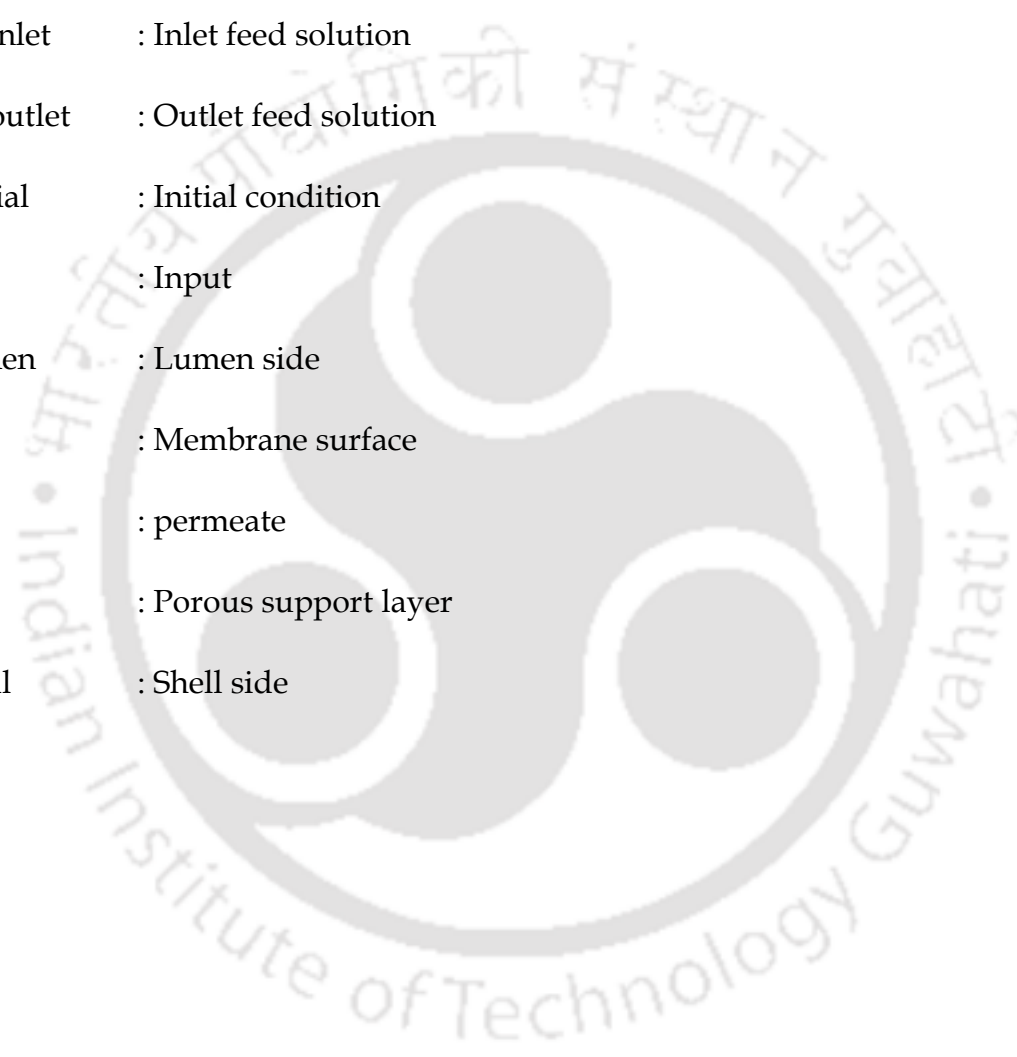 nlet : Inlet feed solution
outlet : Outlet feed solution
ial : Initial condition
: Input
en : Lumen side
: Membrane surface
: permeate
: Porous support layer
l : Shell side
भारतीय प्रौद्योगिकी संस्थान गुवाहाटी
Indian Institute of Technology Guwahati